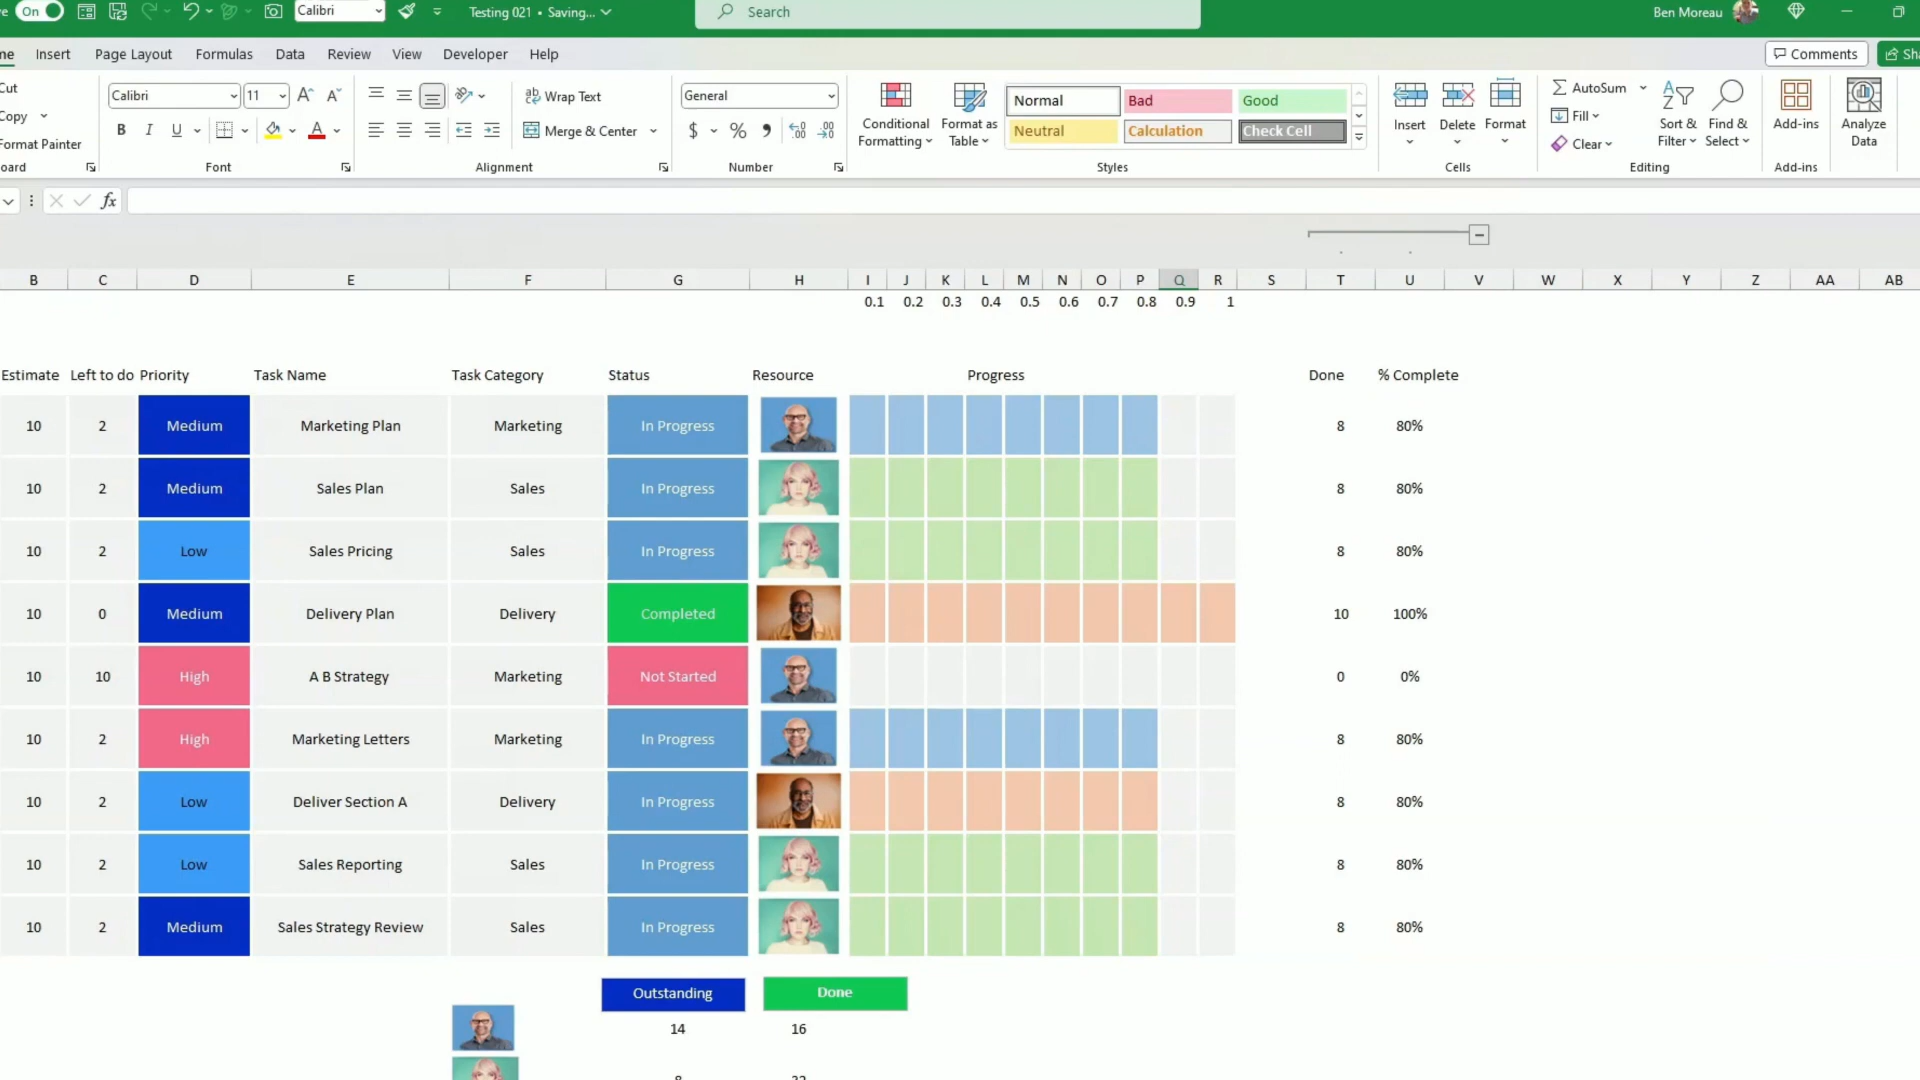 On Calibri Testing 021 • Saving... Search Ben Moreau
Insert Page Layout Formulas Data Review View Developer Help Comments
Calibri 11 Wrap Text General Normal Bad Good AutoSum
Conditional Formatting Format as Table Insert Delete Format Fill Sort & Filter Find & Select Add-ins Analyze Data
B I U Merge & Center $ % Neutral Calculation Check Cell
Format Painter Clear
Font Alignment Number Styles Cells Editing Add-ins
fx
B C D E F G H I J K L M N O P Q R S T U V W X Y Z AA AB
0.1 0.2 0.3 0.4 0.5 0.6 0.7 0.8 0.9 1
Estimate Left to do Priority Task Name Task Category Status Resource Progress Done % Complete
10 2 Medium Marketing Plan Marketing In Progress 8 80%
10 2 Medium Sales Plan Sales In Progress 8 80%
10 2 Low Sales Pricing Sales In Progress 8 80%
10 0 Medium Delivery Plan Delivery Completed 10 100%
10 10 High A B Strategy Marketing Not Started 0 0%
10 2 High Marketing Letters Marketing In Progress 8 80%
10 2 Low Deliver Section A Delivery In Progress 8 80%
10 2 Low Sales Reporting Sales In Progress 8 80%
10 2 Medium Sales Strategy Review Sales In Progress 8 80%
Outstanding Done
14 16